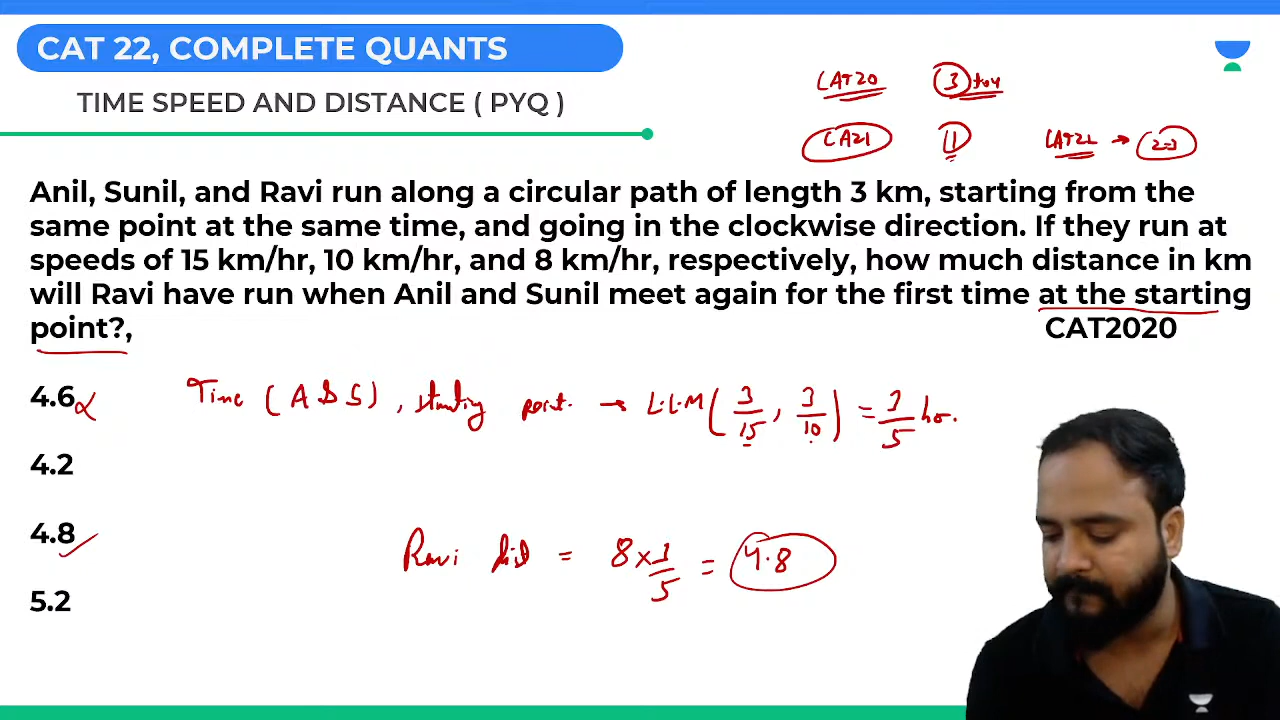 CAT 22, COMPLETE QUANTS
TIME SPEED AND DISTANCE ( PYQ )
CAT20 3
CAT21 11 CAT22 → 2-3
Anil, Sunil, and Ravi run along a circular path of length 3 km, starting from the
same point at the same time, and going in the clockwise direction. If they run at
speeds of 15 km/hr, 10 km/hr, and 8 km/hr, respectively, how much distance in km
will Ravi have run when Anil and Sunil meet again for the first time at the starting
point?, CAT2020
4.6
Time (A & S), starting point → L.C.M (3/15, 3/10) = 3/5 hr.
4.2
4.8
Ravi dist = 8 × 3/5 = 4.8
5.2